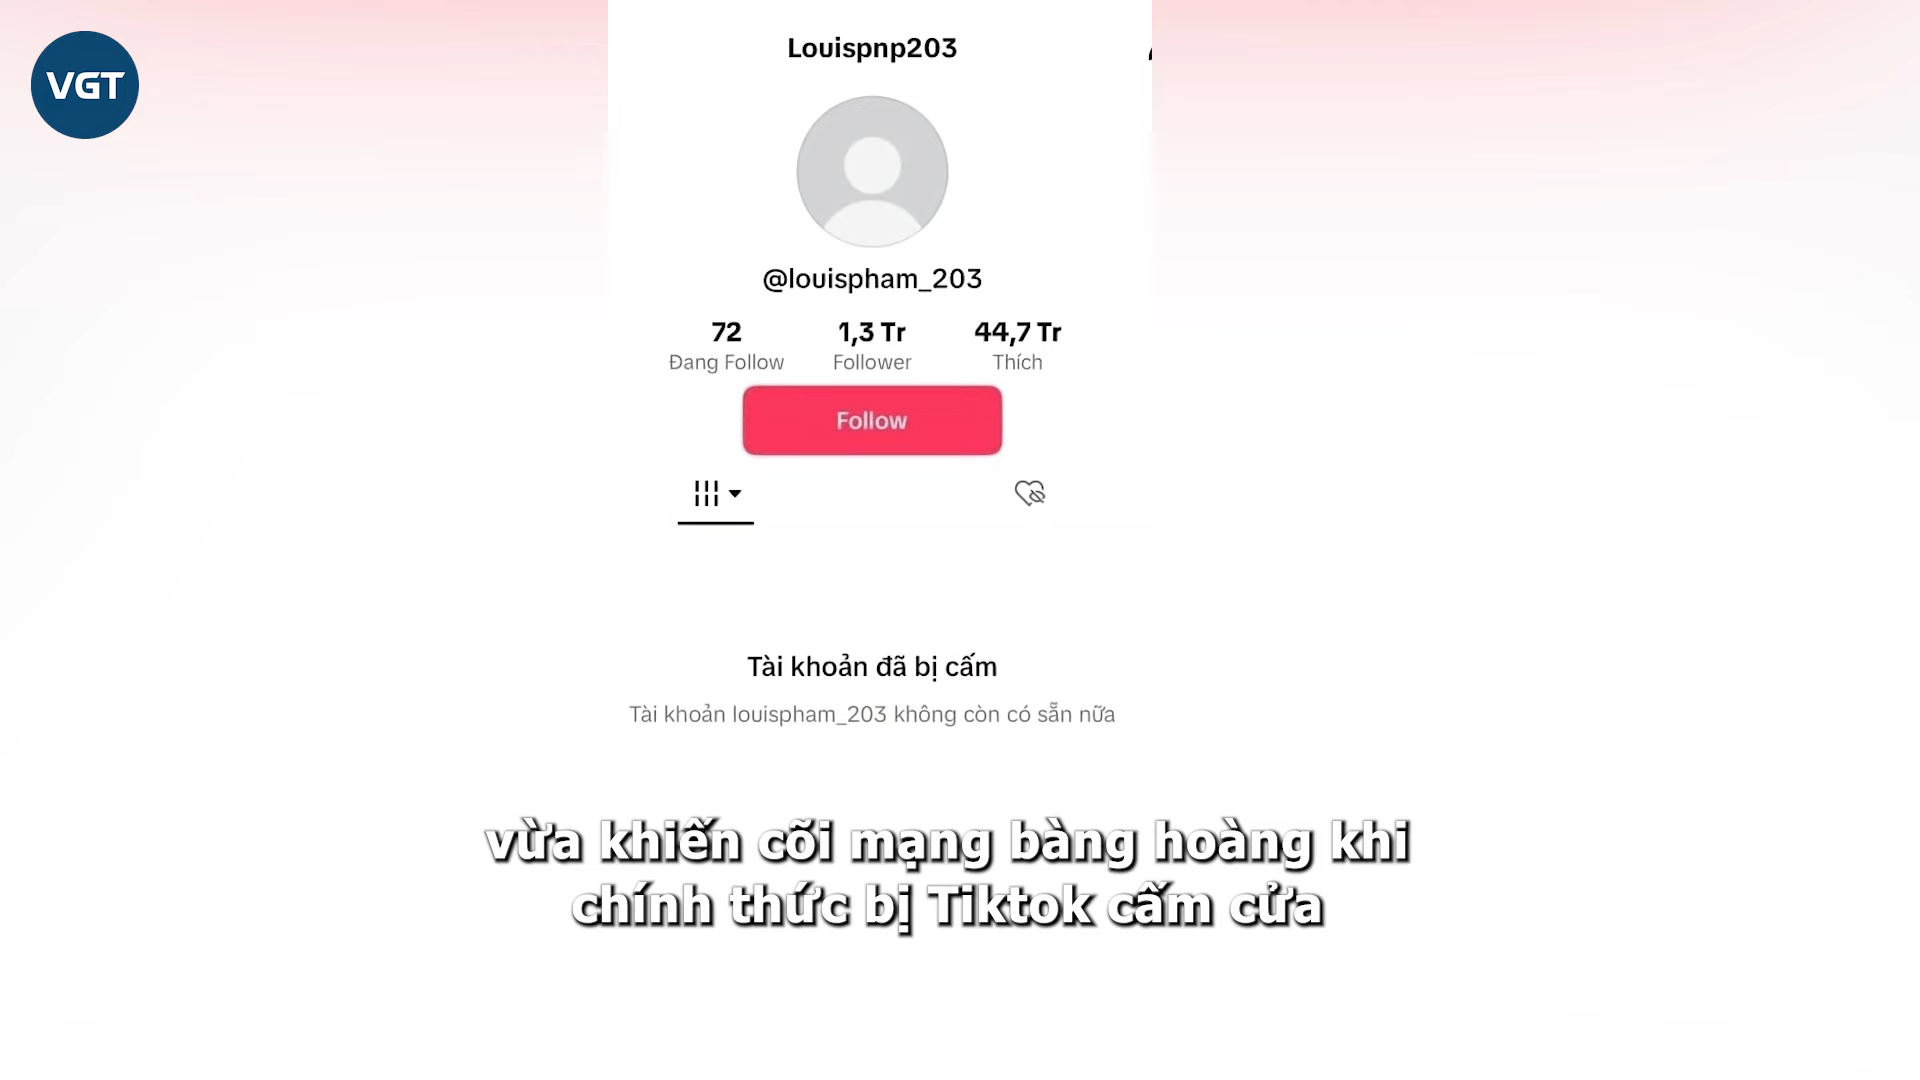 VGT
Louispnp203
@louispham_203
72 1,3 Tr 44,7 Tr
Đang Follow Follower Thích
Follow
Tài khoản đã bị cấm
Tài khoản louispham_203 không còn có sẵn nữa
vừa khiến cõi mạng bàng hoàng khi
chính thức bị Tiktok cấm cửa